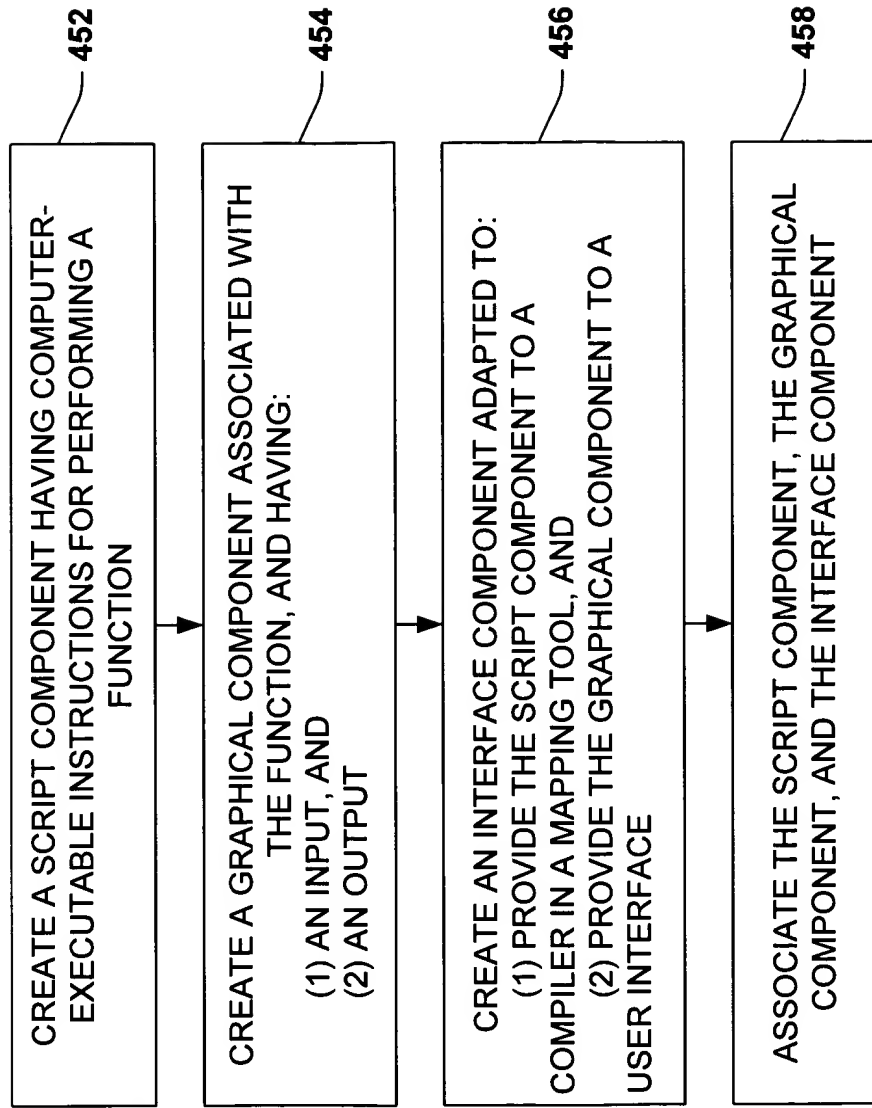 CREATE A SCRIPT COMPONENT HAVING COMPUTER-
EXECUTABLE INSTRUCTIONS FOR PERFORMING A
FUNCTION
452
CREATE A GRAPHICAL COMPONENT ASSOCIATED WITH
THE FUNCTION, AND HAVING:
(1) AN INPUT, AND
(2) AN OUTPUT
454
CREATE AN INTERFACE COMPONENT ADAPTED TO:
(1) PROVIDE THE SCRIPT COMPONENT TO A
COMPILER IN A MAPPING TOOL, AND
(2) PROVIDE THE GRAPHICAL COMPONENT TO A
USER INTERFACE
456
ASSOCIATE THE SCRIPT COMPONENT, THE GRAPHICAL
COMPONENT, AND THE INTERFACE COMPONENT
458